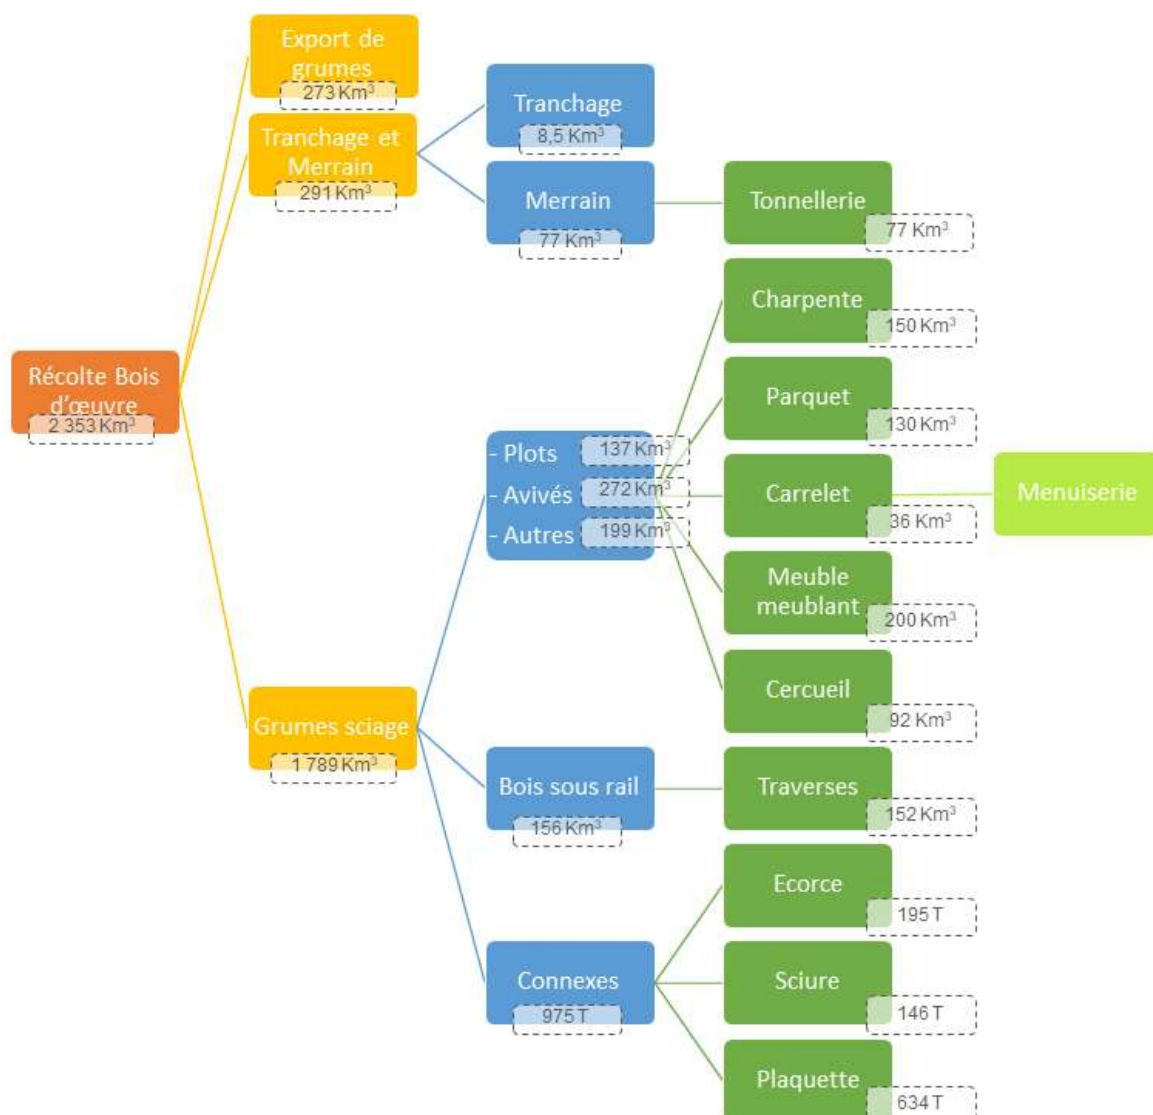 Export de
grumes
273 Km³
Tranchage et
Merrain
291 Km³
Tranchage
8,5 Km³
Merrain
77 Km³
Tonnellerie
77 Km³
Charpente
150 Km³
Récolte Bois
d'œuvre
2 353 Km³
Parquet
130 Km³
- Plots 137 Km³
- Avivés 272 Km³
- Autres 199 Km³
Carrelet
36 Km³
Menuiserie
Meuble
meublant
200 Km³
Cercueil
92 Km³
Grumes sciage
1 789 Km³
Bois sous rail
156 Km³
Traverses
152 Km³
Ecorce
195 T
Connexes
975 T
Sciure
146 T
Plaquette
634 T